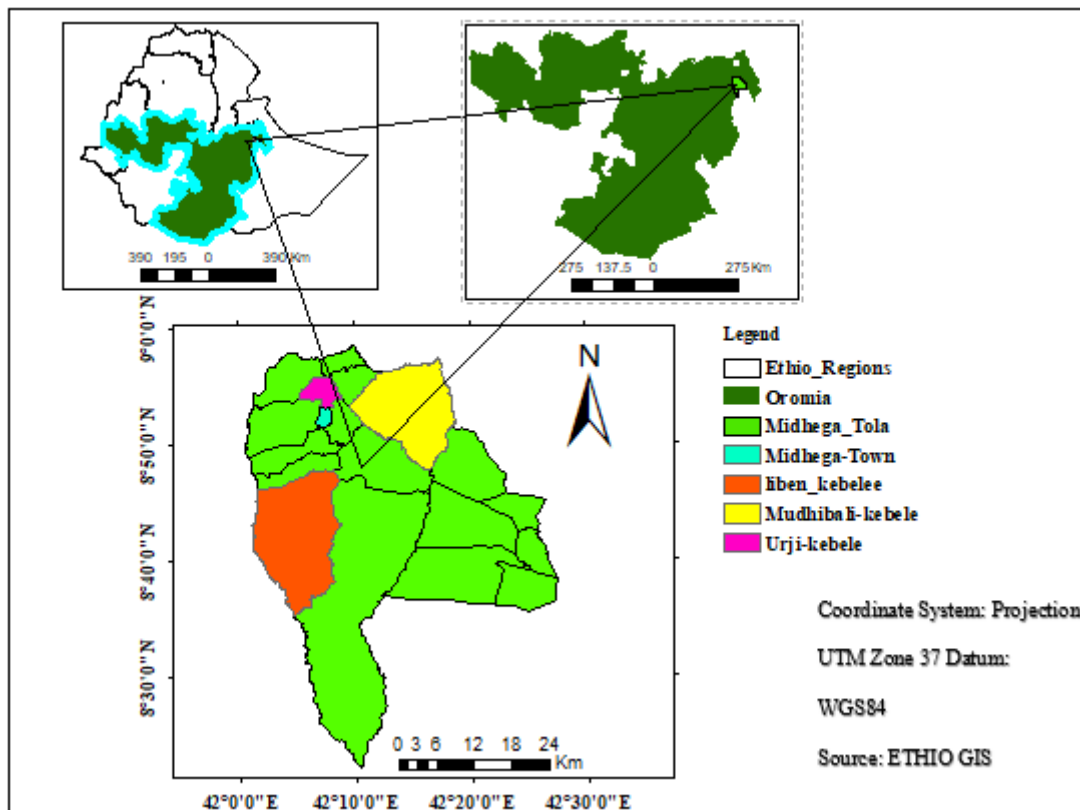 390 195 0 390 Km
275 137.5 0 275 Km
9°0'0"N
8°50'0"N
8°40'0"N
8°30'0"N
N
0 3 6 12 18 24
Km
42°0'0"E 42°10'0"E 42°20'0"E 42°30'0"E
Legend
Ethio_Regions
Oromia
Midhega_Tola
Midhega-Town
liben_kebelee
Mudhibali-kebele
Urji-kebele
Coordinate System: Projection
UTM Zone 37 Datum:
WGS84
Source: ETHIO GIS